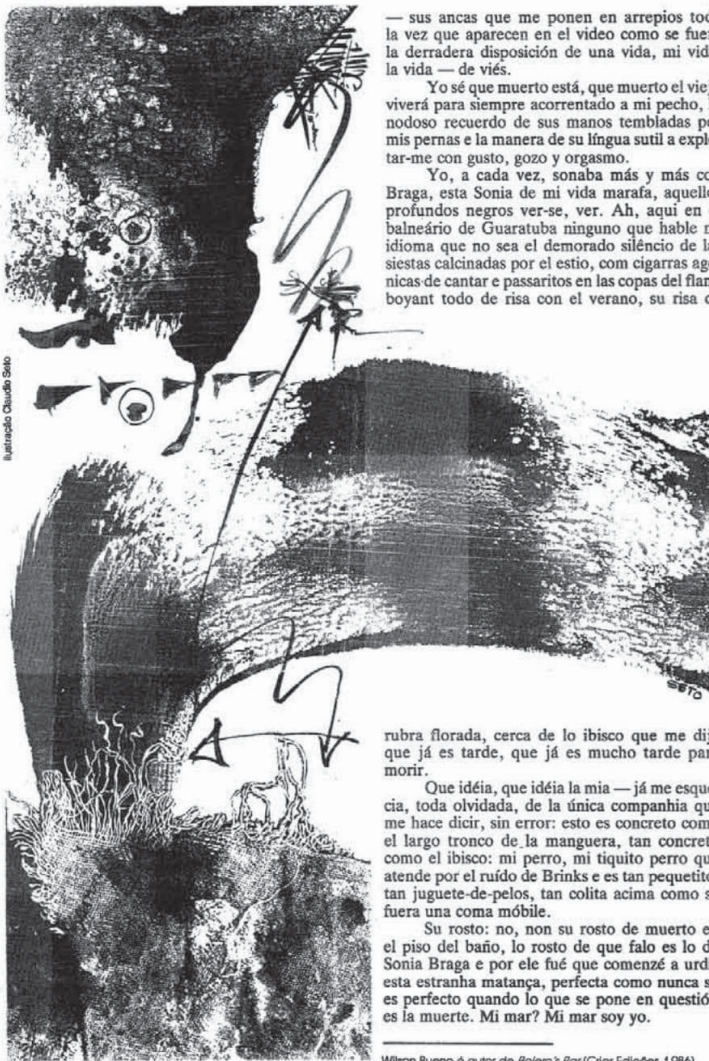 — sus ancas que me ponen en arrepios tod
la vez que aparecen en el video como se fuer
la derradera disposición de una vida, mi vid
la vida — de viés.
Yo sé que muerto está, que muerto el viej
viverá para siempre acorrentado a mi pecho,
nodoso recuerdo de sus manos tembladas po
mis pernas e la manera de su língua sutil a explo
tar-me con gusto, gozo y orgasmo.
Yo, a cada vez, sonaba más y más co
Braga, esta Sonia de mi vida marafa, aquello
profundos negros ver-se, ver. Ah, aqui en
balneário de Guaratuba ninguno que hable
idioma que no sea el demorado silêncio de la
siestas calcinadas por el estio, com cigarras agó
nicas de cantar e passaritos en las copas del flam
boyant todo de risa con el verano, su risa d
Ilustração Claudio Seto
SETO
rubra florada, cerca de lo ibisco que me dij
que já es tarde, que já es mucho tarde par
morir.
Que idéia, que idéia la mia — já me esque
cia, toda olvidada, de la única companhia qu
me hace dicir, sin error: esto es concreto com
el largo tronco de la manguera, tan concret
como el ibisco: mi perro, mi tiquito perro qu
atende por el ruído de Brinks e es tan pequetito
tan juguete-de-pelos, tan colita acima como s
fuera una coma móbile.
Su rosto: no, non su rosto de muerto e
el piso del baño, lo rosto de que falo es lo d
Sonia Braga e por ele fué que comenzé a urdi
esta estranha matança, perfecta como nunca s
es perfecto quando lo que se pone en questió
es la muerte. Mi mar? Mi mar soy yo.
Wilson Bueno é autor de Bolero's Bar (Criar Edições, 1986)